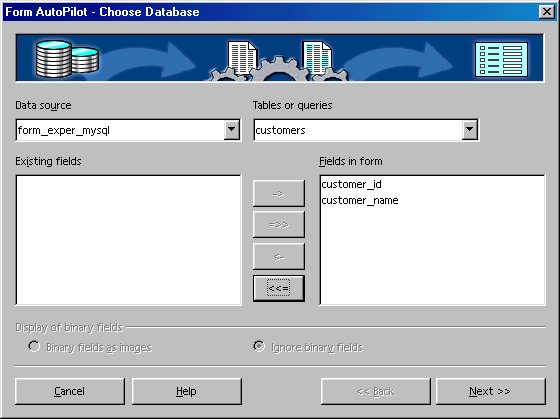 Form AutoPilot - Choose Database
Data source
Tables or queries
form_exper_mysql
customers
Existing fields
Fields in form
customer_id
customer_name
->
=>>
<-
<<=
Display of binary fields
Binary fields as images
Ignore binary fields
Cancel
Help
<< Back
Next >>